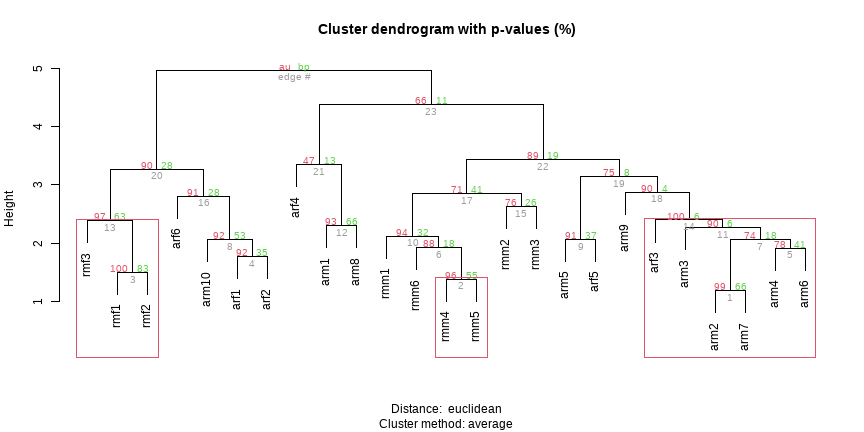 Cluster dendrogram with p-values (%)
au bp
edge #
5
4
3
2
1
Height
66 11
23
90 28
20
89 19
22
47 13
21
75 8
19
91 28
16
71 41
17
90 4
18
97 63
13
93 66
12
76 26
15
100 6
14
90 6
11
92 53
8
94 32
10
88 18
6
91 37
9
74 18
7
78 41
5
92 35
4
100 83
3
96 55
2
99 66
1
rmf3
rmf1
rmf2
arf6
arm10
arf1
arf2
arf4
arm1
arm8
rmm1
rmm6
rmm4
rmm5
rmm2
rmm3
arm5
arf5
arm9
arf3
arm3
arm2
arm7
arm4
arm6
Distance: euclidean
Cluster method: average